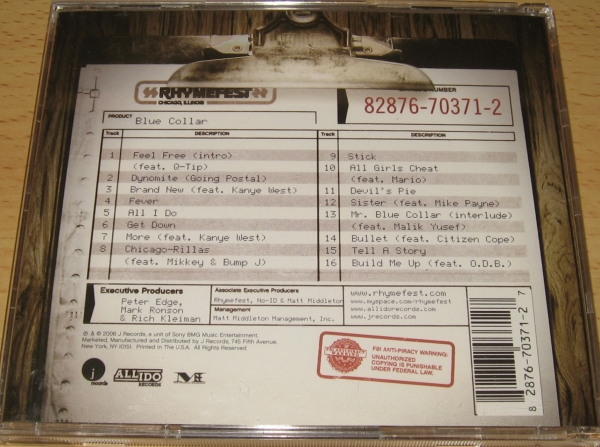 RHYMEFEST
CHICAGO, ILLINOIS
NUMBER
82876-70371-2
PRODUCT
Blue Collar
Track DESCRIPTION
1 Feel Free (intro)
(feat. Q-Tip)
2 Dynomite (Going Postal)
3 Brand New (feat. Kanye West)
4 Fever
5 All I Do
6 Get Down
7 More (feat. Kanye West)
8 Chicago-Rillas
(feat. Mikkey & Bump J)
Track DESCRIPTION
9 Stick
10 All Girls Cheat
(feat. Mario)
11 Devil's Pie
12 Sister (feat. Mike Payne)
13 Mr. Blue Collar (interlude)
(feat. Malik Yusef)
14 Bullet (feat. Citizen Cope)
15 Tell A Story
16 Build Me Up (feat. O.D.B.)
Executive Producers
Peter Edge,
Mark Ronson
& Rich Kleiman
Associate Executive Producers
Rhymefest, No-ID & Matt Middleton
Management
Matt Middleton Management, Inc.
www.rhymefest.com
www.myspace.com/rhymefest
www.allidorecords.com
www.jrecords.com
℗ & © 2006 J Records, a unit of Sony BMG Music Entertainment.
Marketed, Manufactured and Distributed by J Records, 745 Fifth Avenue,
New York, NY 10151. Printed in The U.S.A. All Rights Reserved.
j
records
ALLIDO
RECORDS
FBI ANTI-PIRACY WARNING:
UNAUTHORIZED
COPYING IS PUNISHABLE
UNDER FEDERAL LAW.
8 28767-70371-2 7